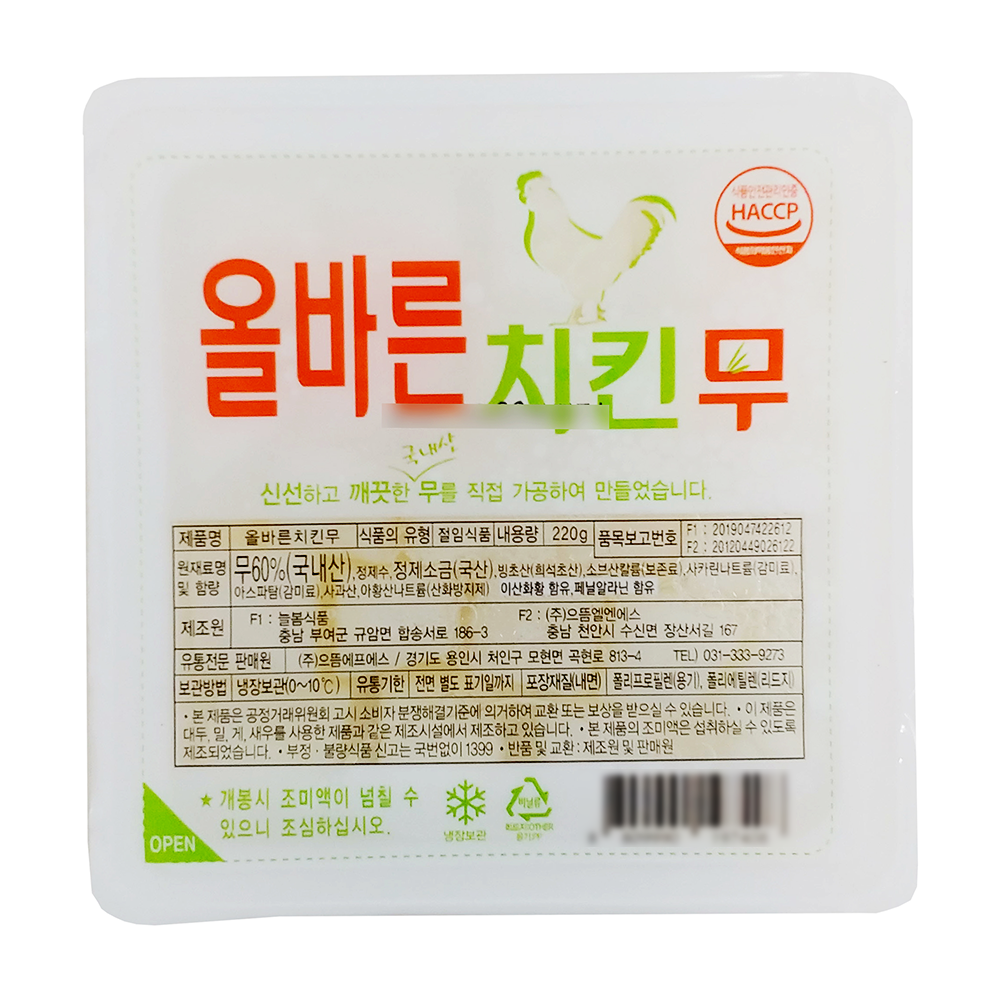 식품안전관리인증
HACCP
식품의약품안전처
올바른 치킨무
국내산
신선하고 깨끗한 무를 직접 가공하여 만들었습니다.
제품명 올바른치킨무 식품의 유형 절임식품 내용량 220g 품목보고번호 F1 : 2019047422612
F2 : 20120449026122
원재료명 무60%(국내산),정제수,정제소금(국산),빙초산(희석초산),소브산칼륨(보존료),사카린나트륨(감미료),
및 함량 아스파탐(감미료),사과산,아황산나트륨(산화방지제) 이산화황 함유,페닐알라닌 함유
제조원 F1 : 늘봄식품 F2 : (주)으뜸엘엔에스
충남 부여군 규암면 합송서로 186-3 충남 천안시 수신면 장산서길 167
유통전문 판매원 (주)으뜸에프에스 / 경기도 용인시 처인구 모현면 곡현로 813-4 TEL) 031-333-9273
보관방법 냉장보관(0~10℃) 유통기한 전면 별도 표기일까지 포장재질(내면) 폴리프로필렌(용기), 폴리에틸렌(리드지)
• 본 제품은 공정거래위원회 고시 소비자 분쟁해결기준에 의거하여 교환 또는 보상을 받으실 수 있습니다. • 이 제품은
대두, 밀, 게, 새우를 사용한 제품과 같은 제조시설에서 제조하고 있습니다. • 본 제품의 조미액은 섭취하실 수 있도록
제조되었습니다. • 부정 · 불량식품 신고는 국번없이 1399 • 반품 및 교환 : 제조원 및 판매원
★ 개봉시 조미액이 넘칠 수
있으니 조심하십시오.
OPEN
냉장보관
비닐류